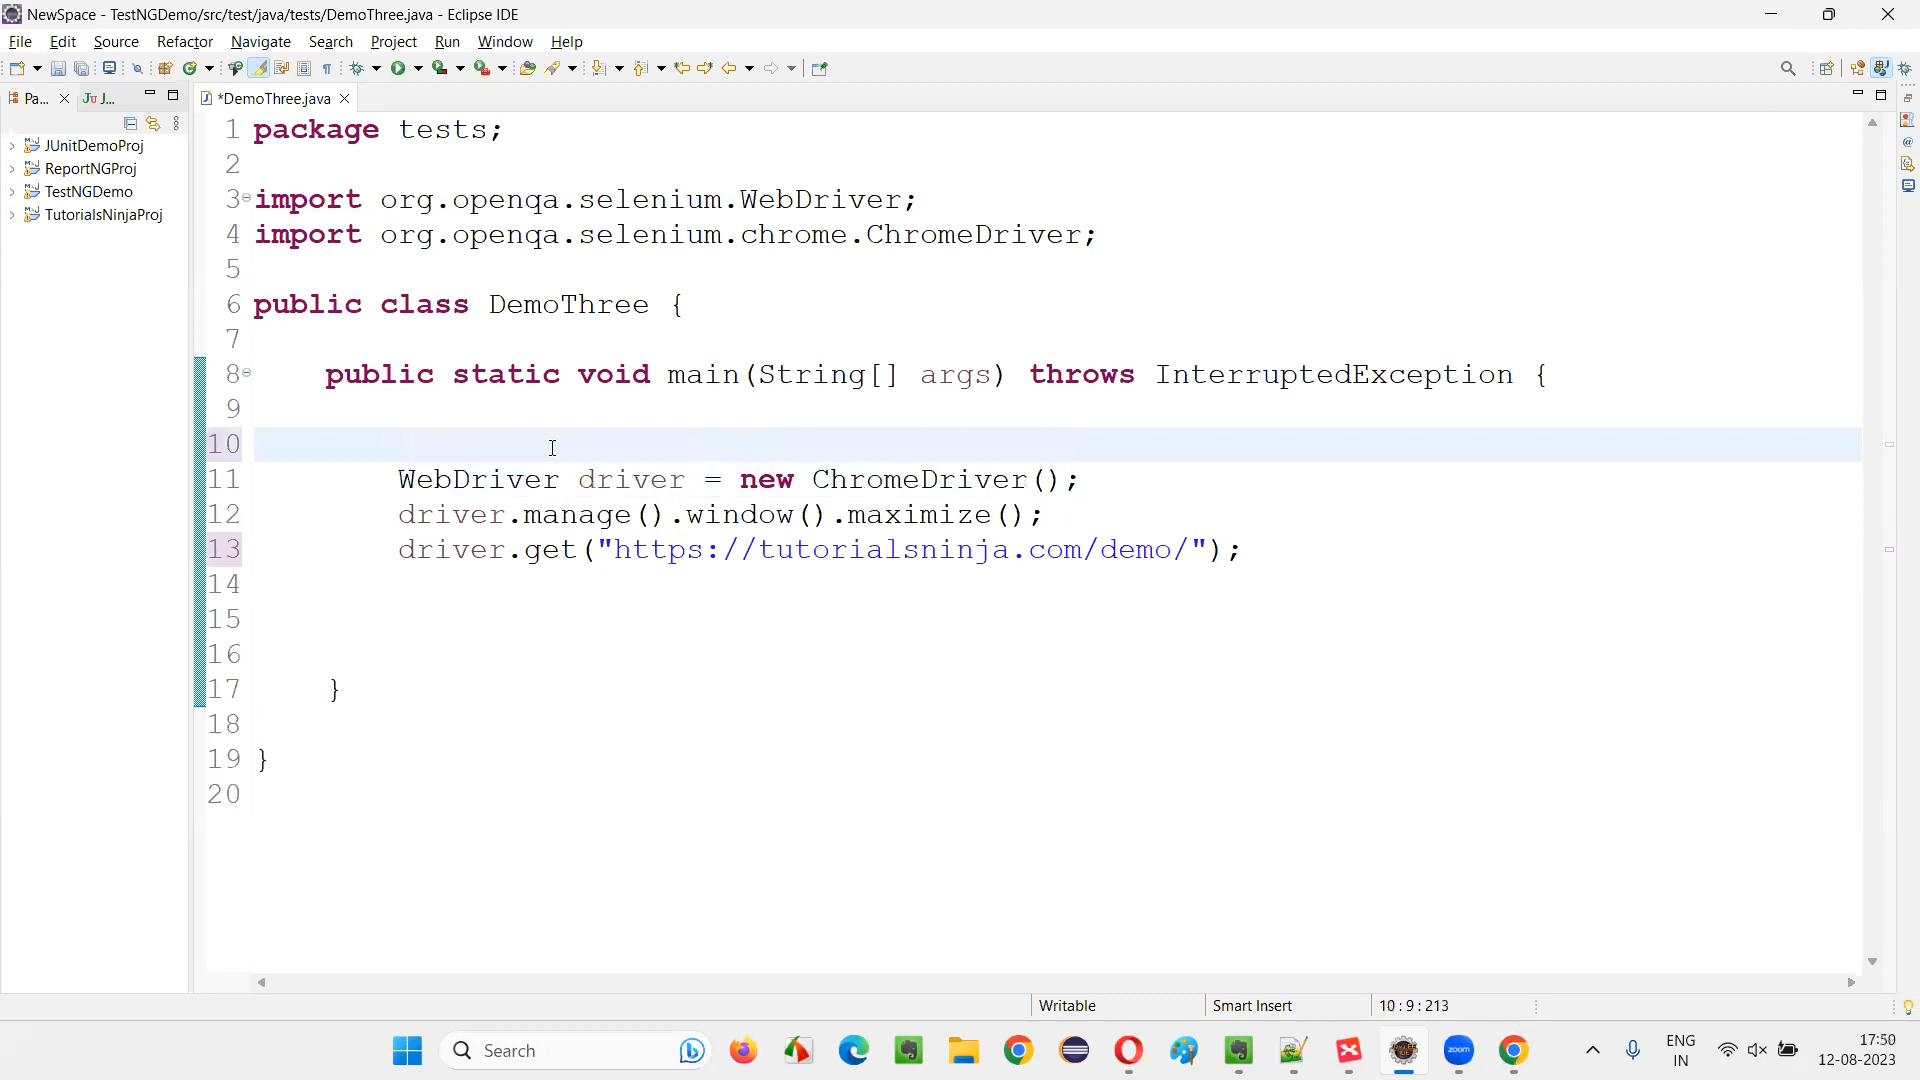 NewSpace - TestNGDemo/src/test/java/tests/DemoThree.java - Eclipse IDE
File Edit Source Refactor Navigate Search Project Run Window Help
Pa... J... *DemoThree.java
JUnitDemoProj
ReportNGProj
TestNGDemo
TutorialsNinjaProj
1 package tests;
2
3 import org.openqa.selenium.WebDriver;
4 import org.openqa.selenium.chrome.ChromeDriver;
5
6 public class DemoThree {
7
8 public static void main(String[] args) throws InterruptedException {
9
10
11 WebDriver driver = new ChromeDriver();
12 driver.manage().window().maximize();
13 driver.get("https://tutorialsninja.com/demo/");
14
15
16
17 }
18
19 }
20
Writable Smart Insert 10 : 9 : 213
Search zoom ENG IN 17:50 12-08-2023